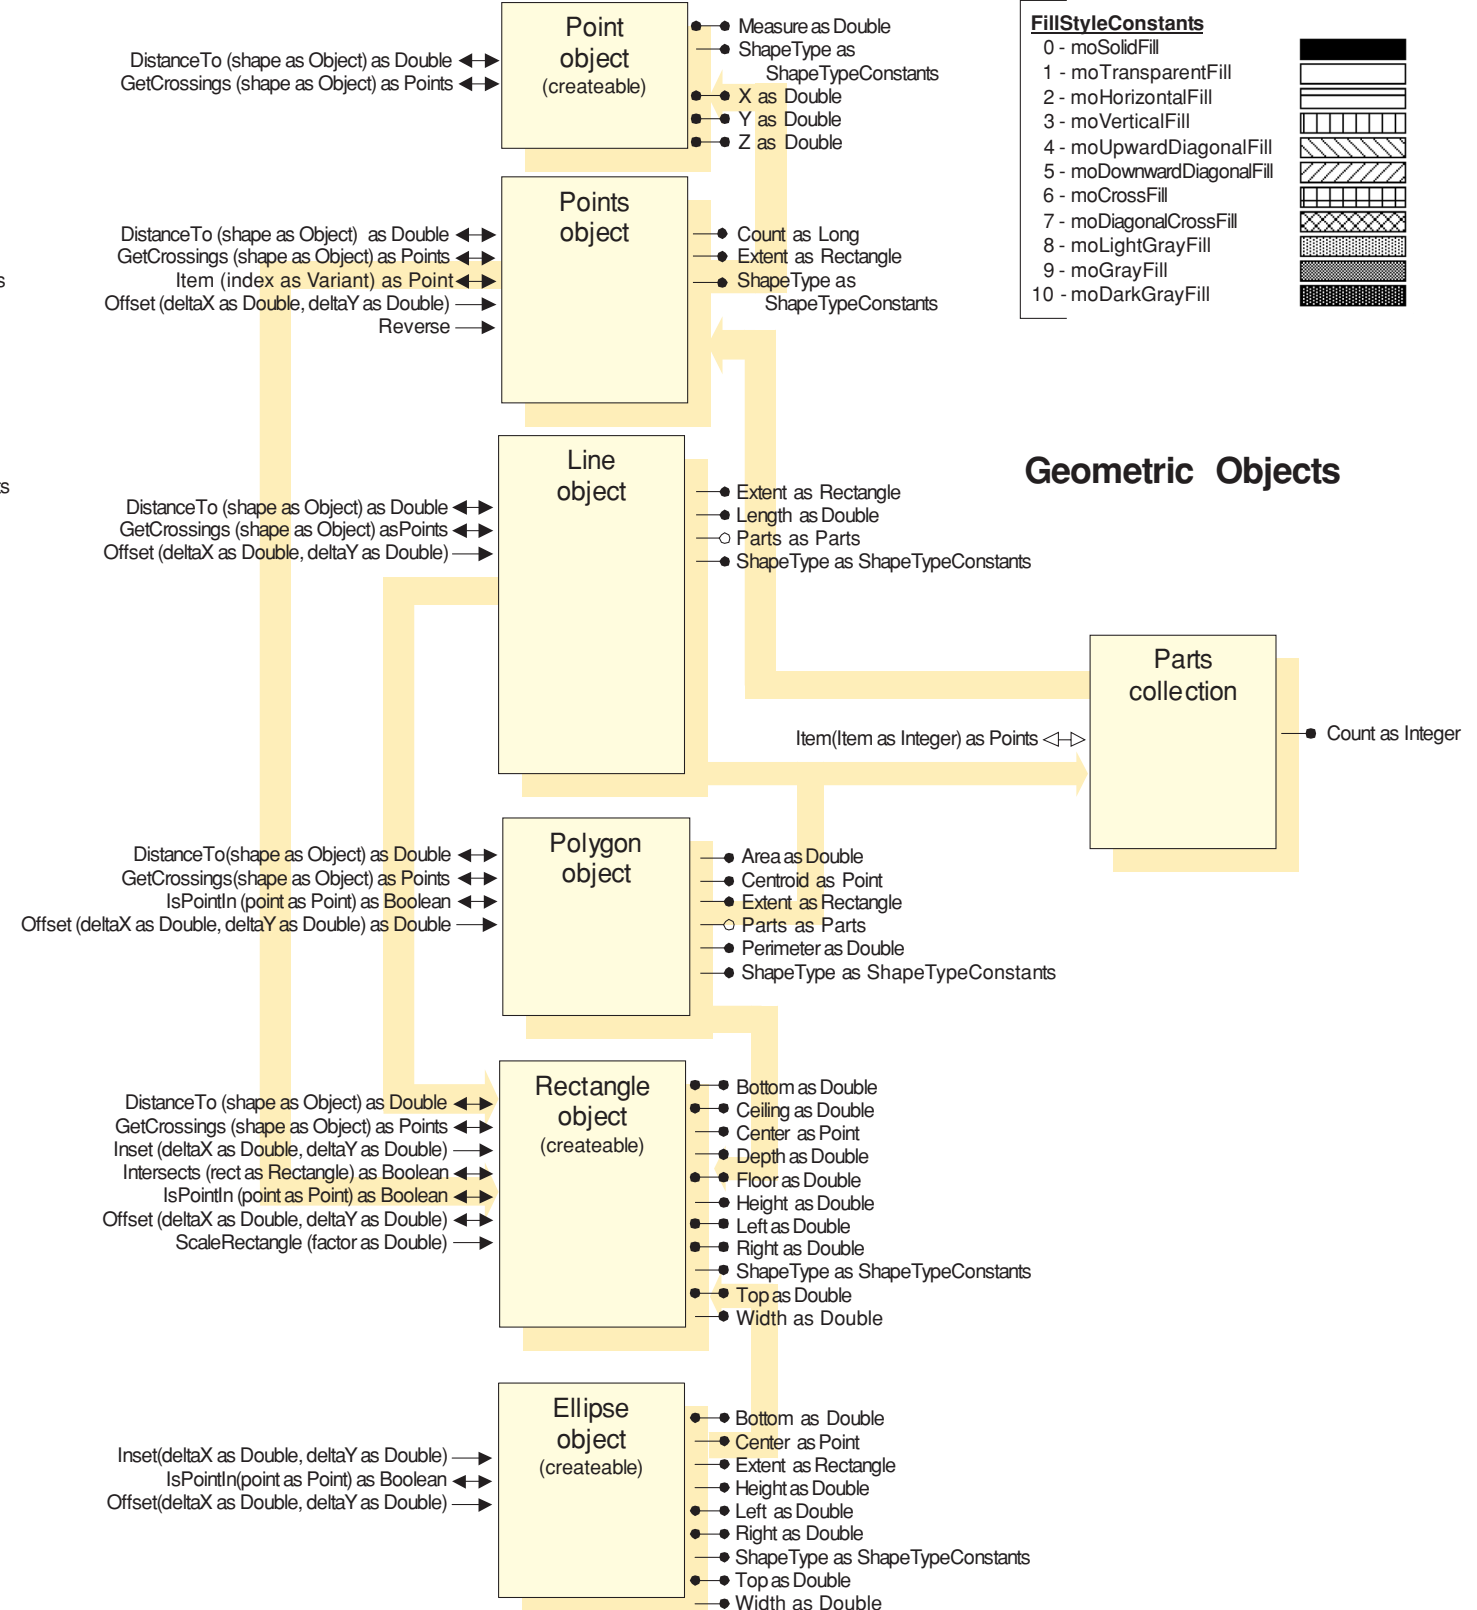 Point
object
(createable)
DistanceTo (shape as Object) as Double
GetCrossings (shape as Object) as Points
Measure as Double
ShapeType as
ShapeTypeConstants
X as Double
Y as Double
Z as Double
FillStyleConstants
0 - moSolidFill
1 - moTransparentFill
2 - moHorizontalFill
3 - moVerticalFill
4 - moUpwardDiagonalFill
5 - moDownwardDiagonalFill
6 - moCrossFill
7 - moDiagonalCrossFill
8 - moLightGrayFill
9 - moGrayFill
10 - moDarkGrayFill
Points
object
DistanceTo (shape as Object) as Double
GetCrossings (shape as Object) as Points
Item (index as Variant) as Point
Offset (deltaX as Double, deltaY as Double)
Reverse
Count as Long
Extent as Rectangle
ShapeType as
ShapeTypeConstants
Geometric Objects
Line
object
DistanceTo (shape as Object) as Double
GetCrossings (shape as Object) asPoints
Offset (deltaX as Double, deltaY as Double)
Extent as Rectangle
Length as Double
Parts as Parts
ShapeType as ShapeTypeConstants
Parts
collection
Item(Item as Integer) as Points
Count as Integer
Polygon
object
DistanceTo(shape as Object) as Double
GetCrossings(shape as Object) as Points
IsPointIn (point as Point) as Boolean
Offset (deltaX as Double, deltaY as Double) as Double
Area as Double
Centroid as Point
Extent as Rectangle
Parts as Parts
Perimeter as Double
ShapeType as ShapeTypeConstants
Rectangle
object
(createable)
DistanceTo (shape as Object) as Double
GetCrossings (shape as Object) as Points
Inset (deltaX as Double, deltaY as Double)
Intersects (rect as Rectangle) as Boolean
IsPointIn (point as Point) as Boolean
Offset (deltaX as Double, deltaY as Double)
ScaleRectangle (factor as Double)
Bottom as Double
Ceiling as Double
Center as Point
Depth as Double
Floor as Double
Height as Double
Left as Double
Right as Double
ShapeType as ShapeTypeConstants
Top as Double
Width as Double
Ellipse
object
(createable)
Inset(deltaX as Double, deltaY as Double)
IsPointIn(point as Point) as Boolean
Offset(deltaX as Double, deltaY as Double)
Bottom as Double
Center as Point
Extent as Rectangle
Height as Double
Left as Double
Right as Double
ShapeType as ShapeTypeConstants
Top as Double
Width as Double